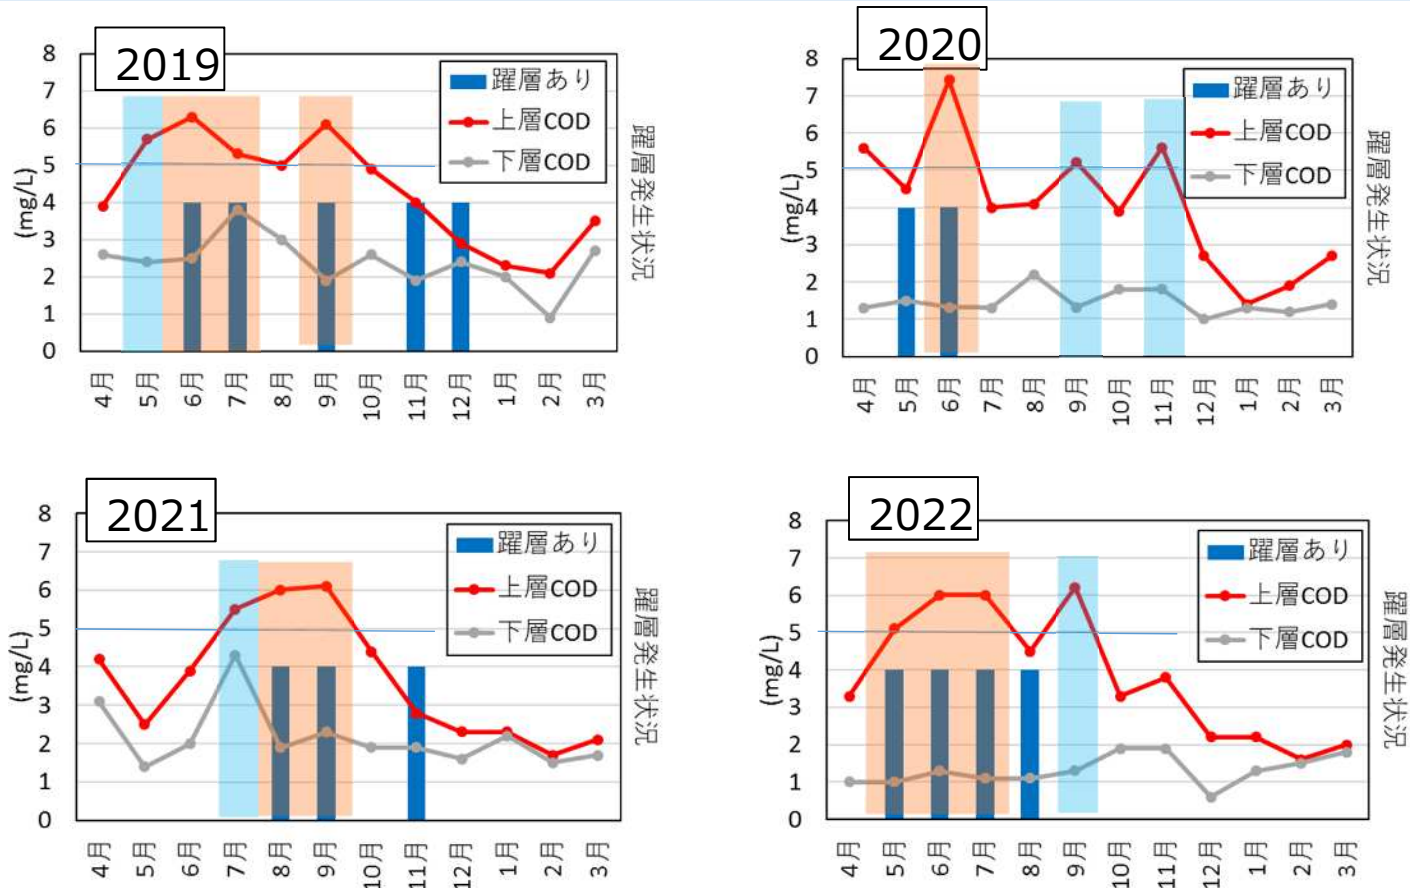 2019
8
7
6
5
4
3
2
1
0
(mg/L)
躍層あり
上層COD
下層COD
躍層発生状況
4月
5月
6月
7月
8月
9月
10月
11月
12月
1月
2月
3月
2020
8
7
6
5
4
3
2
1
0
(mg/L)
躍層あり
上層COD
下層COD
躍層発生状況
4月
5月
6月
7月
8月
9月
10月
11月
12月
1月
2月
3月
2021
8
7
6
5
4
3
2
1
0
(mg/L)
躍層あり
上層COD
下層COD
躍層発生状況
4月
5月
6月
7月
8月
9月
10月
11月
12月
1月
2月
3月
2022
8
7
6
5
4
3
2
1
0
(mg/L)
躍層あり
上層COD
下層COD
躍層発生状況
4月
5月
6月
7月
8月
9月
10月
11月
12月
1月
2月
3月